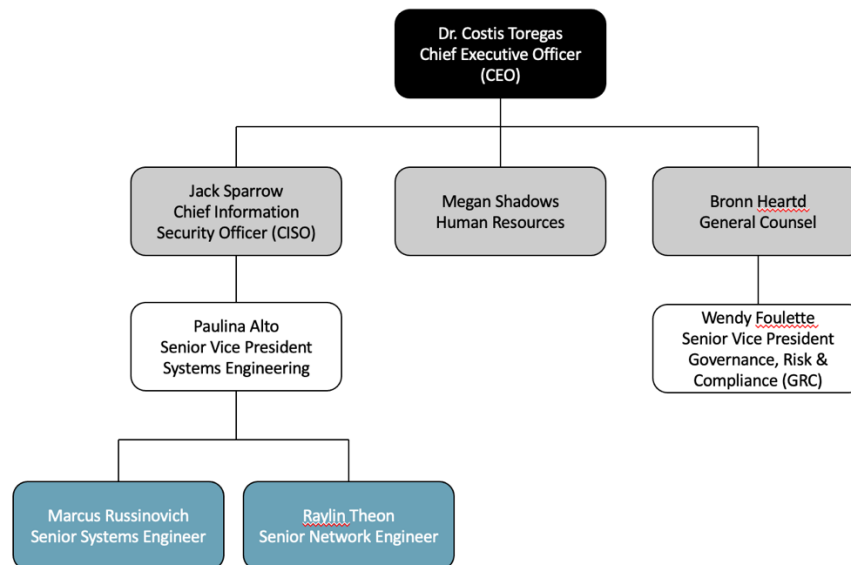 Dr. Costis Toregas
Chief Executive Officer
(CEO)
Jack Sparrow
Chief Information
Security Officer (CISO)
Megan Shadows
Human Resources
Bronn Heartd
General Counsel
Paulina Alto
Senior Vice President
Systems Engineering
Wendy Foulette
Senior Vice President
Governance, Risk &
Compliance (GRC)
Marcus Russinovich
Senior Systems Engineer
Raylin Theon
Senior Network Engineer